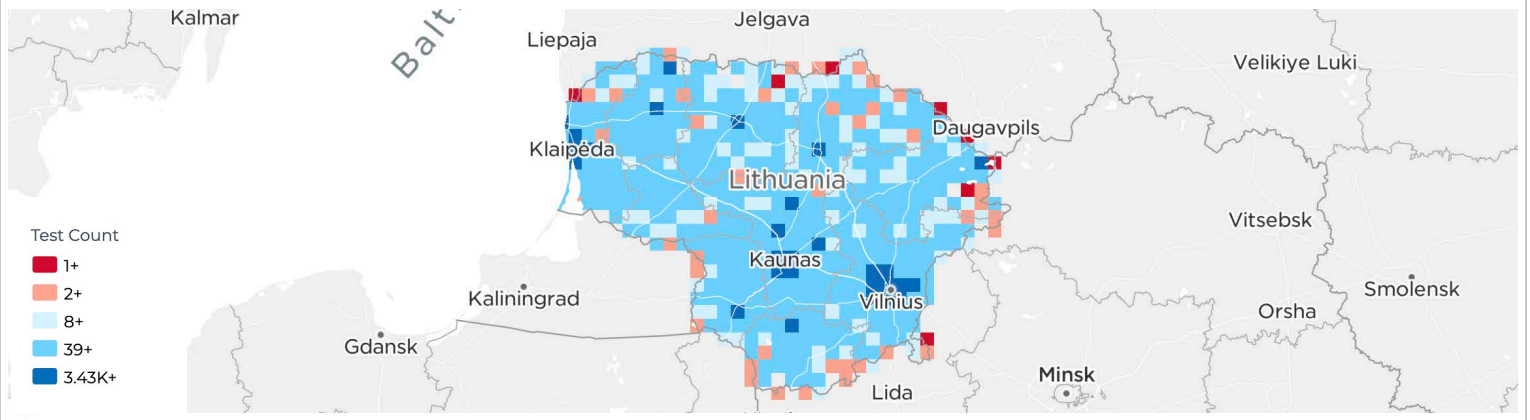 Kalmar
Balt
Jelgava
Liepaja
Velikiye Luki
Daugavpils
Klaipėda
Lithuania
Vitsebsk
Test Count
1+
2+
8+
39+
3.43K+
Kaunas
Kaliningrad
Vilnius
Smolensk
Orsha
Gdansk
Minsk
Lida